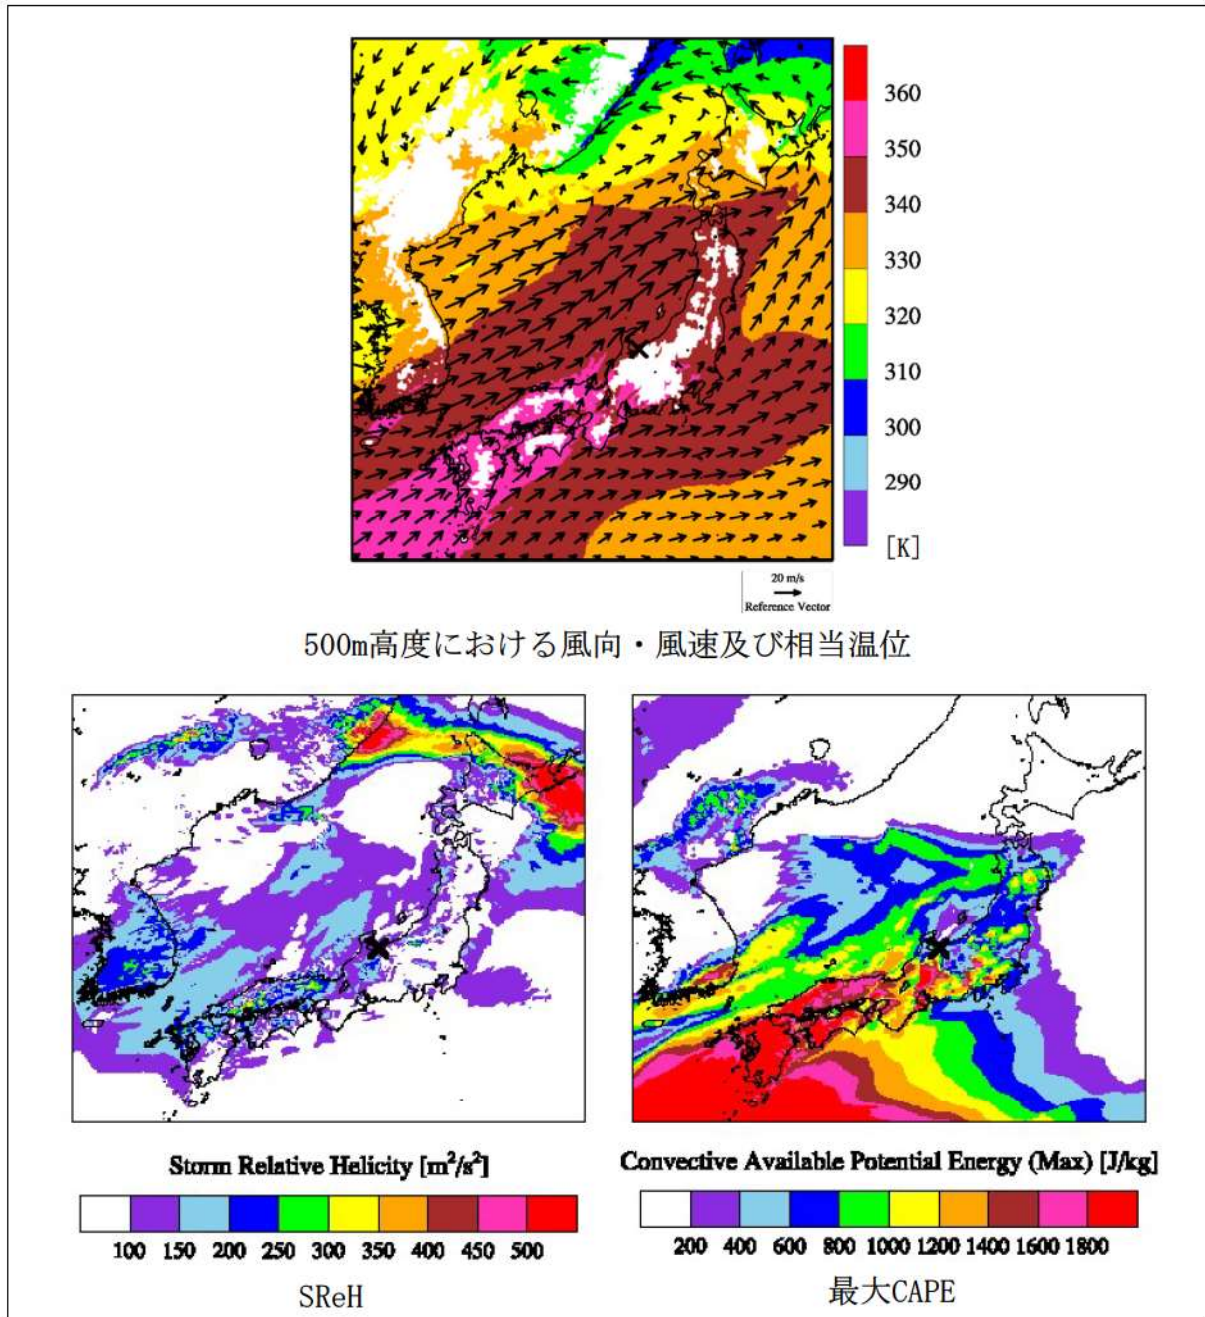 360
350
340
330
320
310
300
290
[K]
20 m/s
Reference Vector
500m高度における風向・風速及び相当温位
Storm Relative Helicity [m²/s²]
100 150 200 250 300 350 400 450 500
SReH
Convective Available Potential Energy (Max) [J/kg]
200 400 600 800 1000 1200 1400 1600 1800
最大CAPE